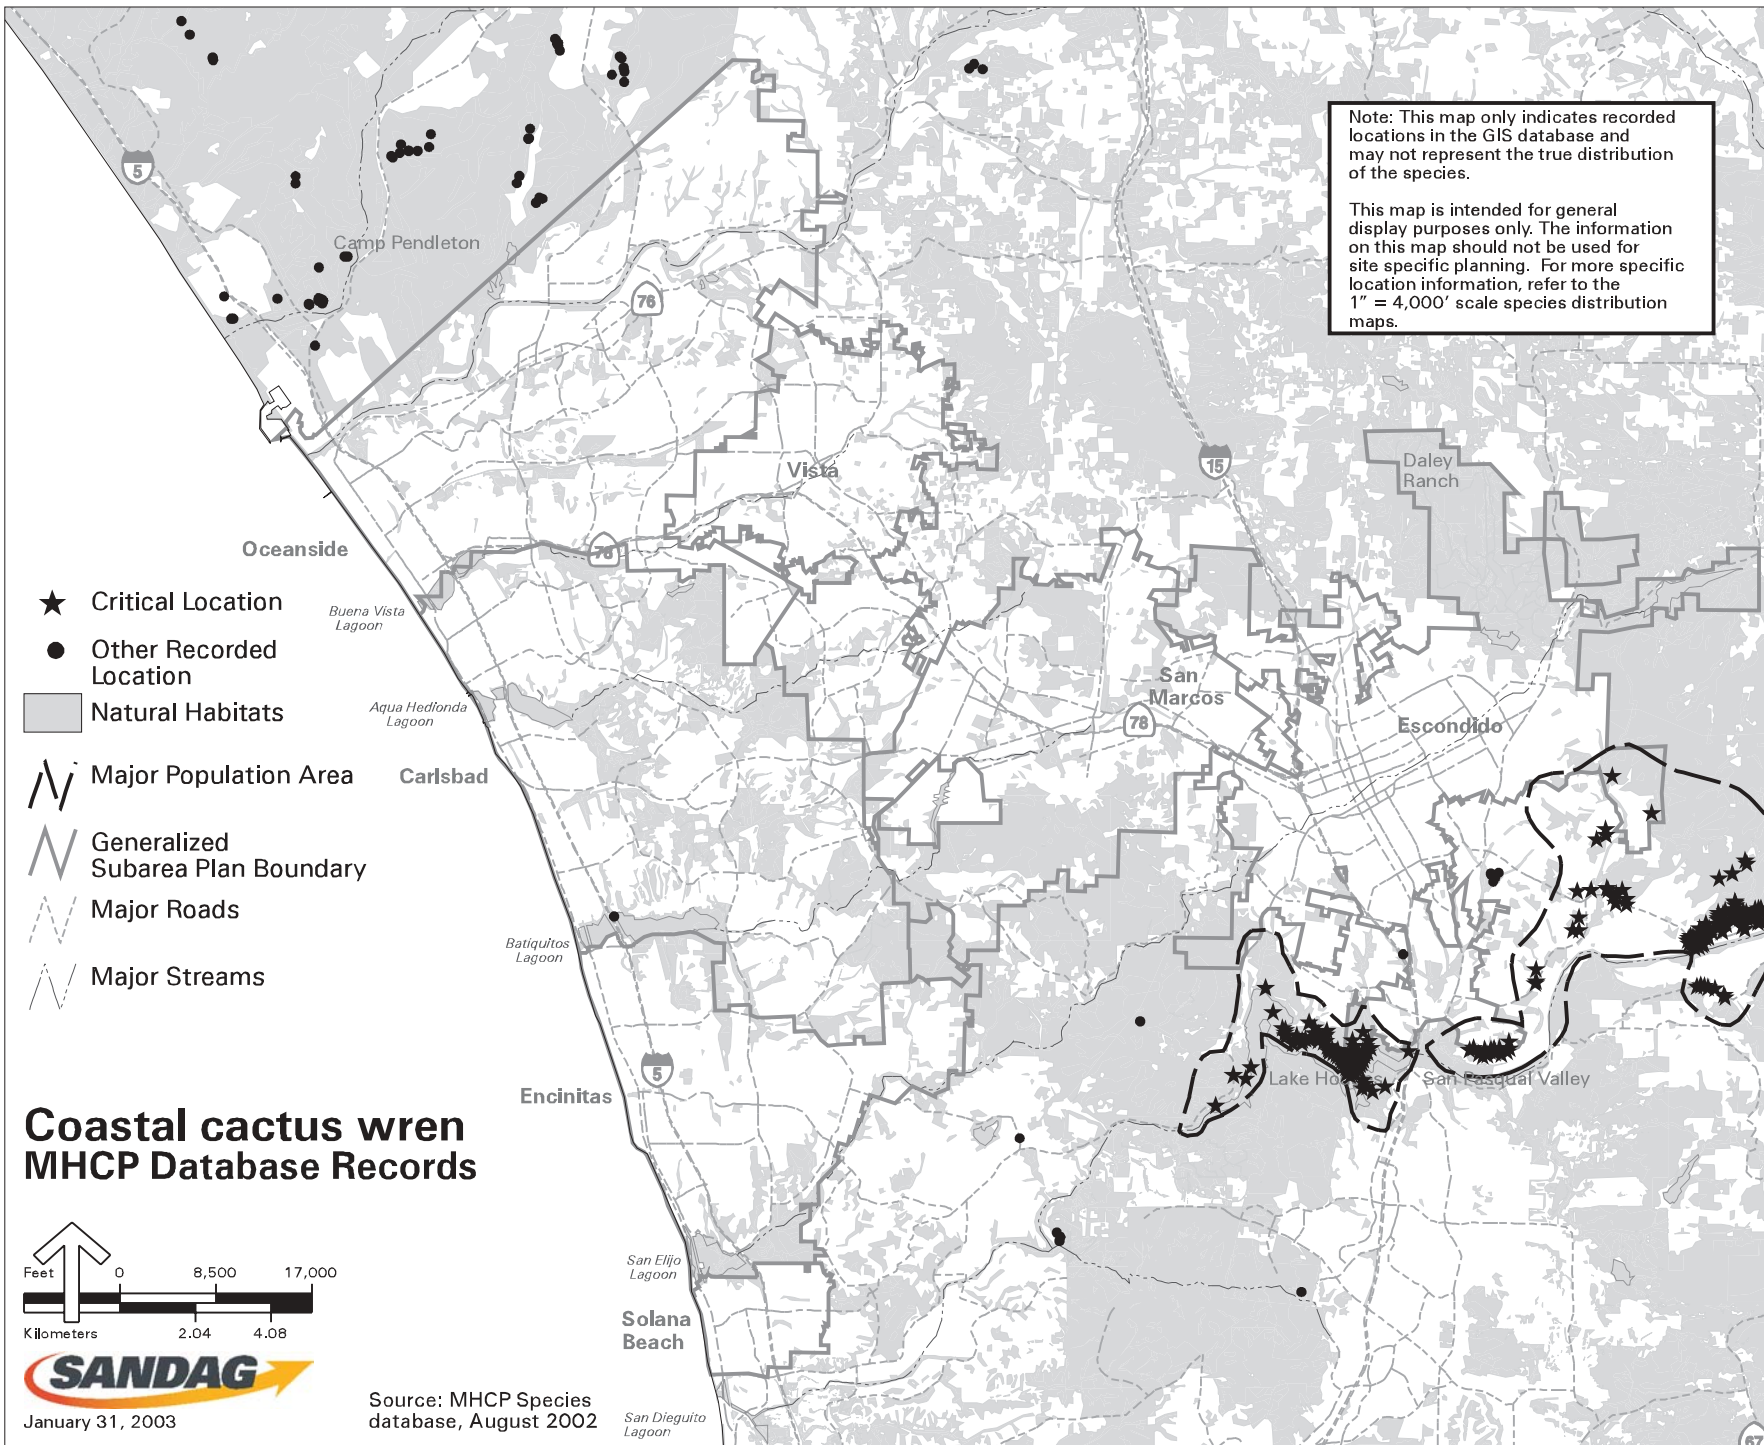 Note: This map only indicates recorded
locations in the GIS database and
may not represent the true distribution
of the species.
This map is intended for general
display purposes only. The information
on this map should not be used for
site specific planning. For more specific
location information, refer to the
1” = 4,000’ scale species distribution
maps.
5
Camp Pendleton
76
15
Daley
Ranch
Vista
Oceanside
78
Buena Vista
Lagoon
San
Marcos
78
Escondido
Aqua Hedionda
Lagoon
Carlsbad
Batiquitos
Lagoon
Lake Hodges
San Pasqual Valley
5
Encinitas
San Elijo
Lagoon
Solana
Beach
San Dieguito
Lagoon
67
Critical Location
Other Recorded
Location
Natural Habitats
Major Population Area
Generalized
Subarea Plan Boundary
Major Roads
Major Streams
Coastal cactus wren
MHCP Database Records
Feet 0 8,500 17,000
Kilometers 2.04 4.08
SANDAG
January 31, 2003
Source: MHCP Species
database, August 2002